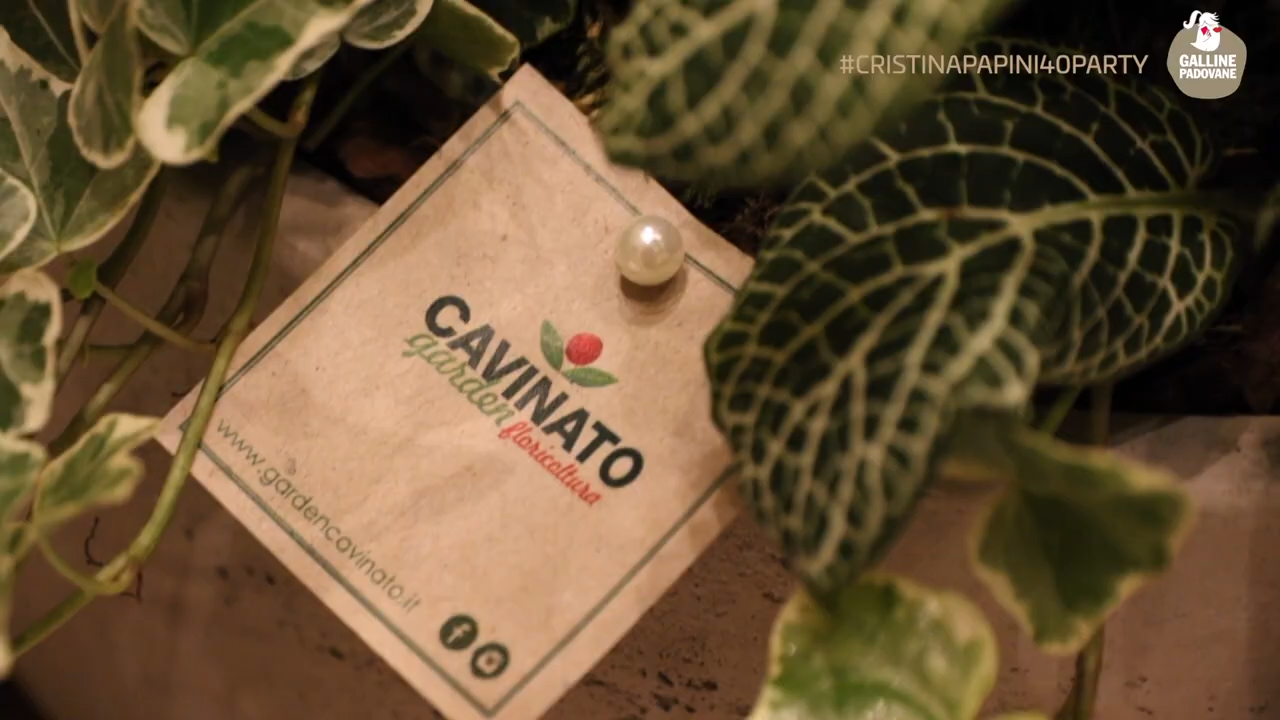 #CRISTINAPAPINI40PARTY
GALLINE
PADOVANE
CAVINATO
garden
floricoltura
www.gardencavinato.it
f